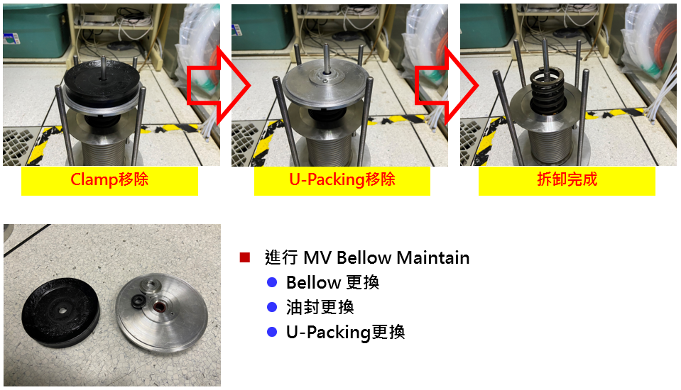 Clamp移除
U-Packing移除
拆卸完成
進行 MV Bellow Maintain
Bellow 更換
油封更換
U-Packing更換